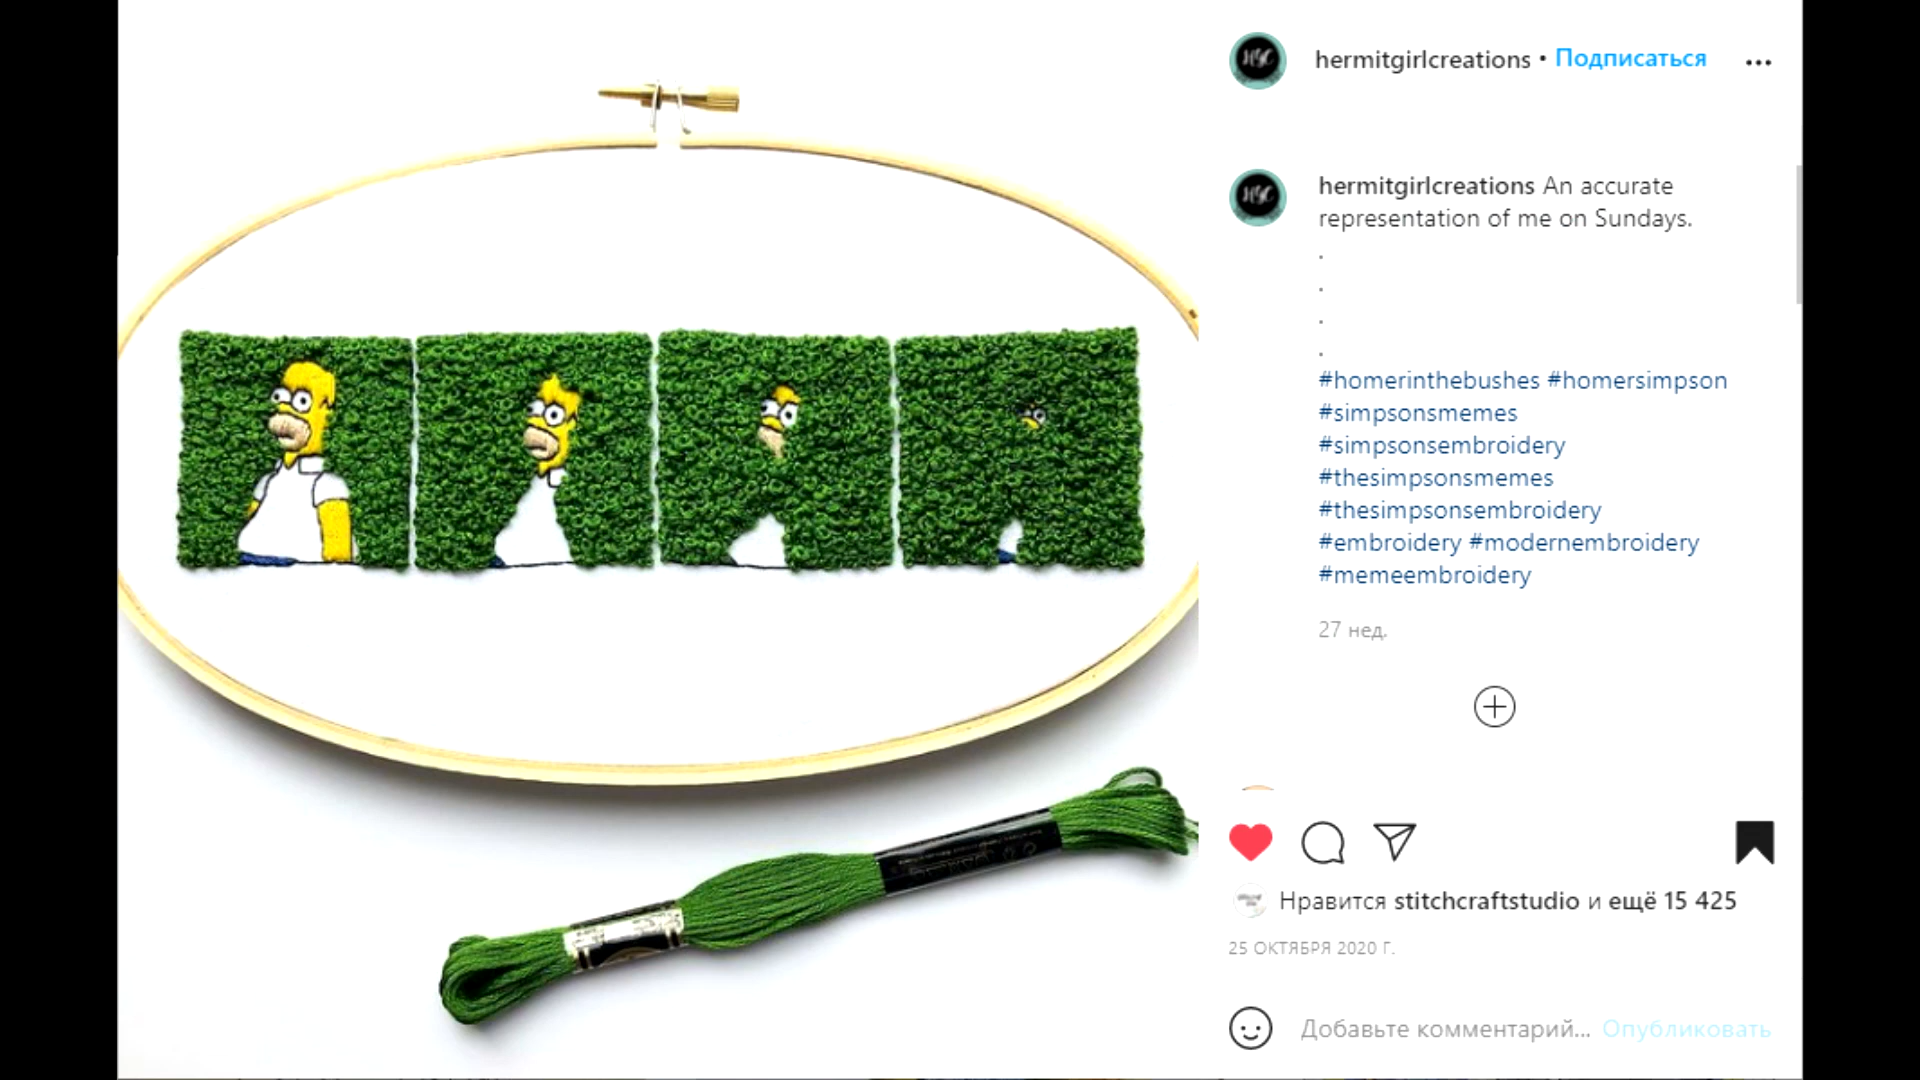 hermitgirlcreations • Подписаться
hermitgirlcreations An accurate
representation of me on Sundays.
.
.
.
.
#homerinthebushes #homersimpson
#simpsonsmemes
#simpsonsembroidery
#thesimpsonsmemes
#thesimpsonsembroidery
#embroidery #modernembroidery
#memeembroidery
27 нед.
Нравится stitchcraftstudio и ещё 15 425
25 ОКТЯБРЯ 2020 Г.
Добавьте комментарий... Опубликовать